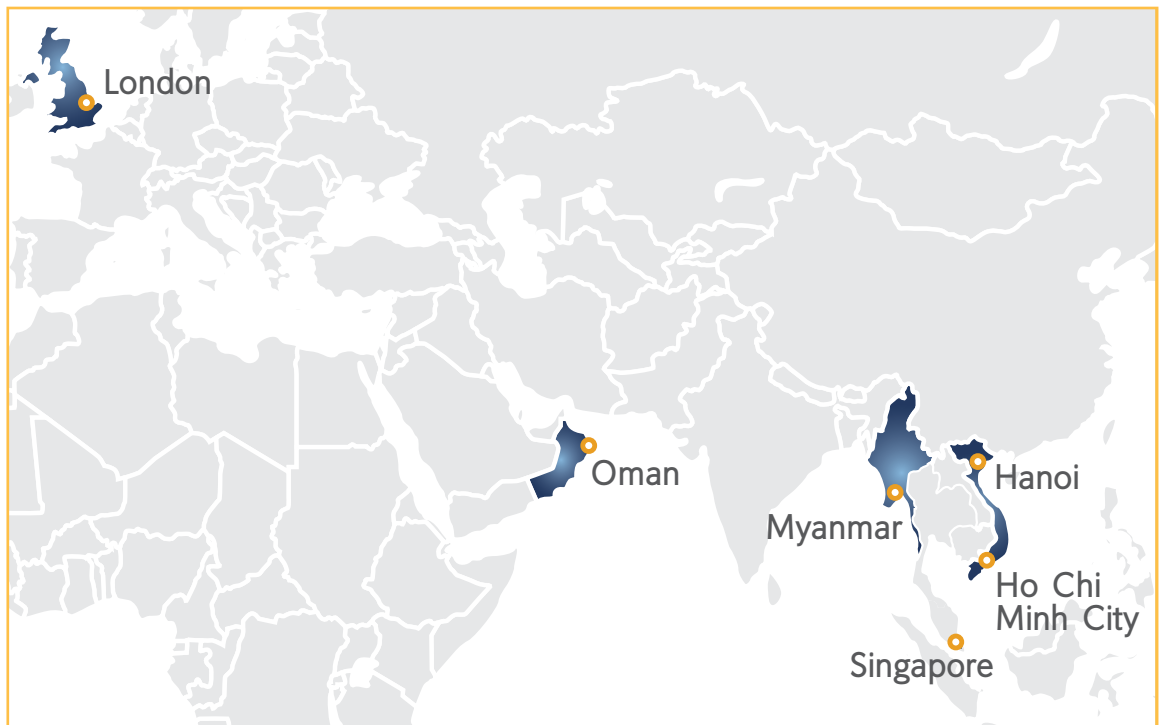 London
Oman
Hanoi
Myanmar
Ho Chi
Minh City
Singapore